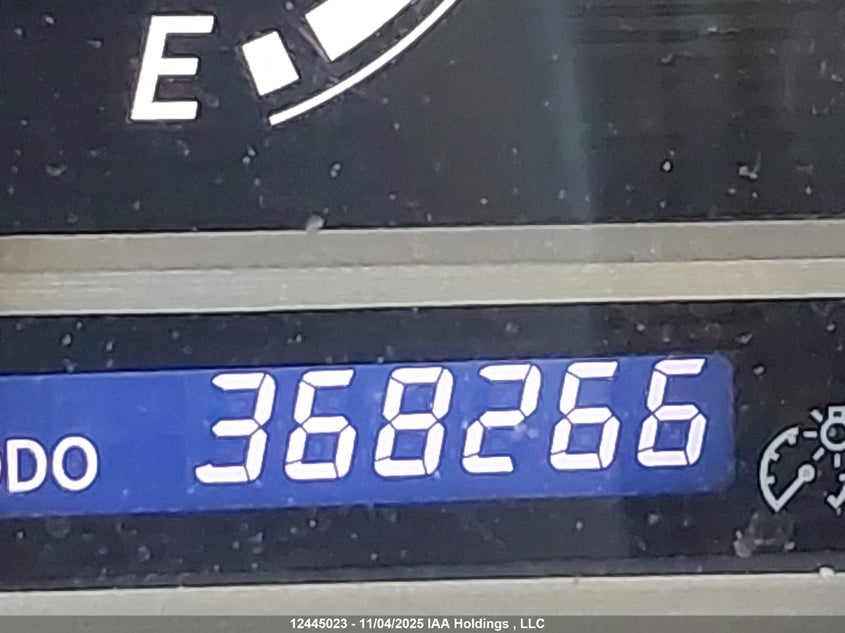 E
ODO 368266
12445023 - 11/04/2025 IAA Holdings , LLC